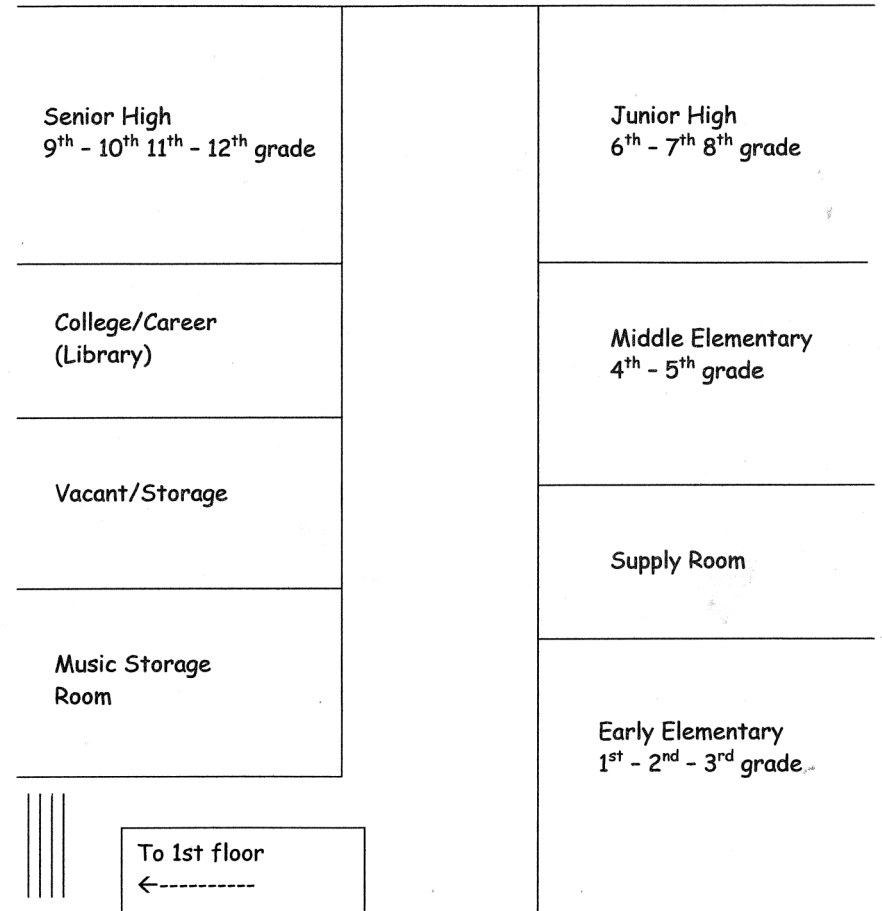 Senior High
9th - 10th 11th - 12th grade
College/Career
(Library)
Vacant/Storage
Music Storage
Room
To 1st floor
←-----------
Junior High
6th - 7th 8th grade
Middle Elementary
4th - 5th grade
Supply Room
Early Elementary
1st - 2nd - 3rd grade